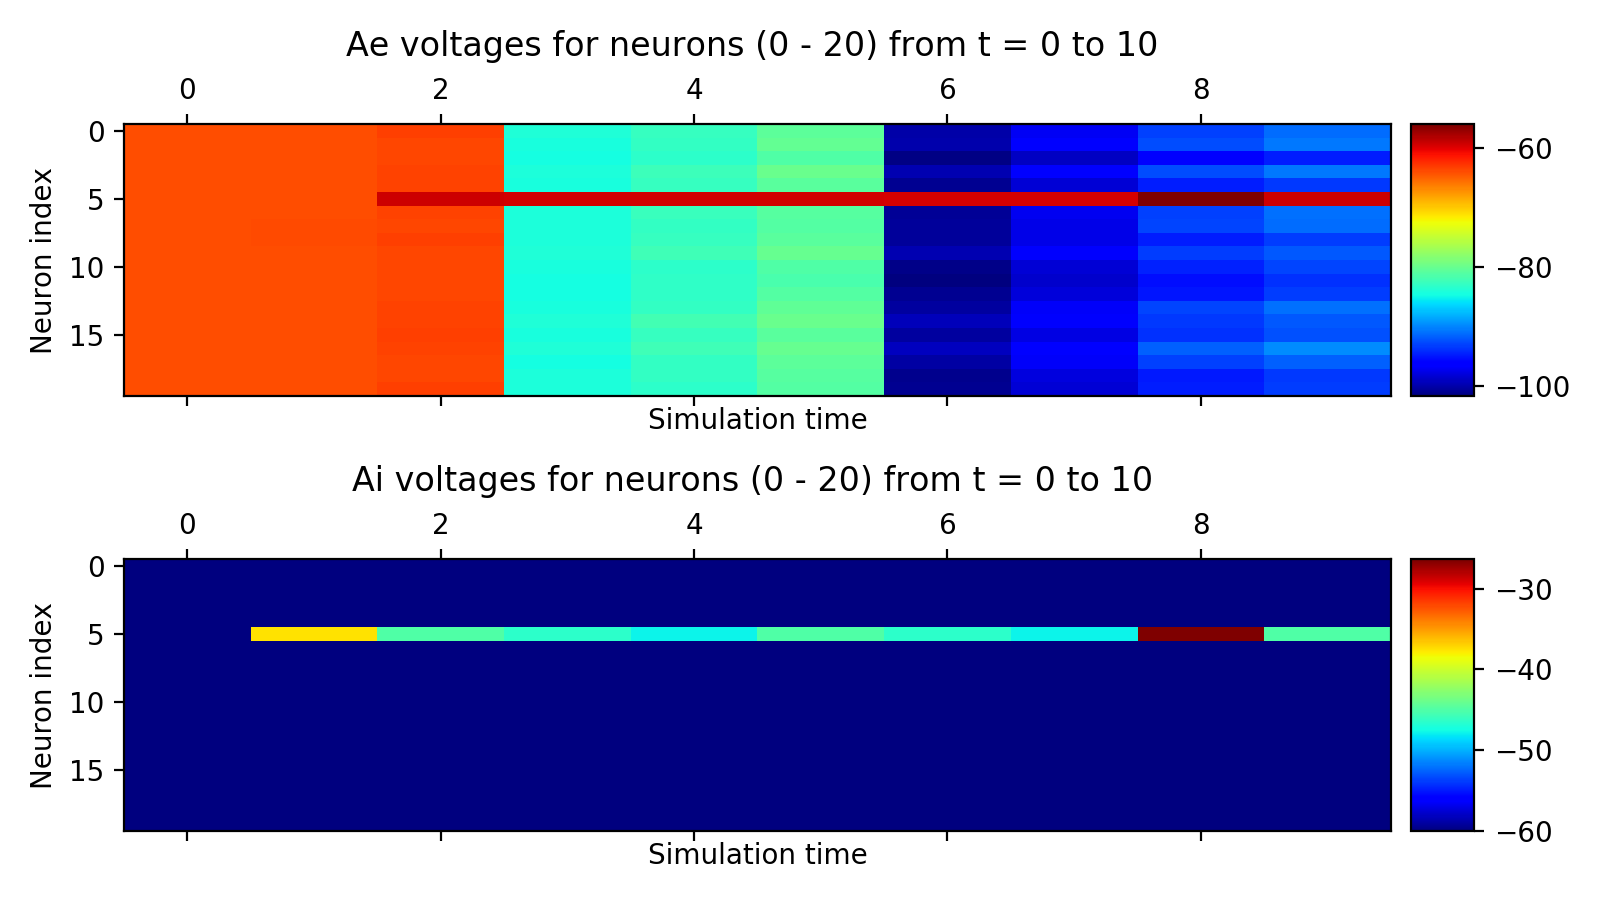 Ae voltages for neurons (0 - 20) from t = 0 to 10
0 2 4 6 8
Neuron index
0
5
10
15
Simulation time
−60
−80
−100
Ai voltages for neurons (0 - 20) from t = 0 to 10
0 2 4 6 8
Neuron index
0
5
10
15
Simulation time
−30
−40
−50
−60